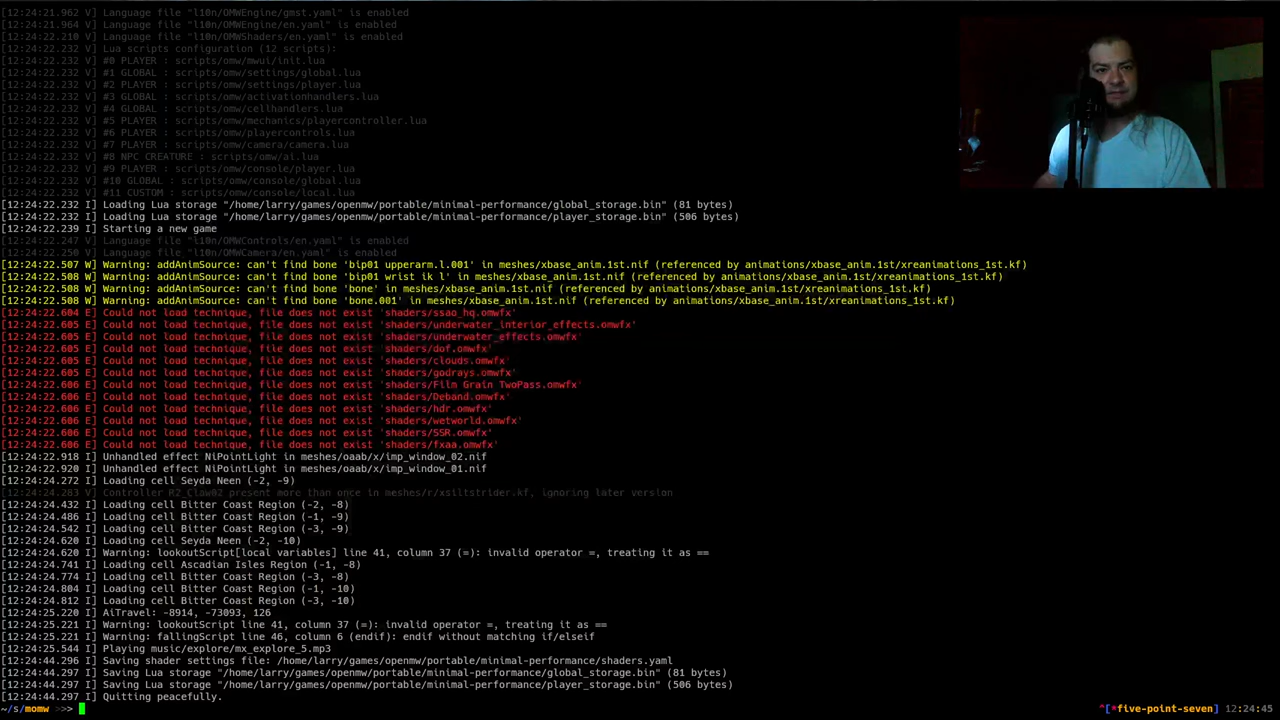 [12:24:21.962 V] Language file "l10n/OMWEngine/gmst.yaml" is enabled
[12:24:21.964 V] Language file "l10n/OMWEngine/en.yaml" is enabled
[12:24:22.210 V] Language file "l10n/OMWShaders/en.yaml" is enabled
[12:24:22.232 V] Lua scripts configuration (12 scripts):
[12:24:22.232 V] #0 PLAYER : scripts/omw/mwui/init.lua
[12:24:22.232 V] #1 GLOBAL : scripts/omw/settings/global.lua
[12:24:22.232 V] #2 PLAYER : scripts/omw/settings/player.lua
[12:24:22.232 V] #3 GLOBAL : scripts/omw/activationhandlers.lua
[12:24:22.232 V] #4 GLOBAL : scripts/omw/cellhandlers.lua
[12:24:22.232 V] #5 PLAYER : scripts/omw/mechanics/playercontroller.lua
[12:24:22.232 V] #6 PLAYER : scripts/omw/playercontrols.lua
[12:24:22.232 V] #7 PLAYER : scripts/omw/camera/camera.lua
[12:24:22.232 V] #8 NPC CREATURE : scripts/omw/ai.lua
[12:24:22.232 V] #9 PLAYER : scripts/omw/console/player.lua
[12:24:22.232 V] #10 GLOBAL : scripts/omw/console/global.lua
[12:24:22.232 V] #11 CUSTOM : scripts/omw/console/local.lua
[12:24:22.232 I] Loading Lua storage "/home/larry/games/openmw/portable/minimal-performance/global_storage.bin" (81 bytes)
[12:24:22.232 I] Loading Lua storage "/home/larry/games/openmw/portable/minimal-performance/player_storage.bin" (506 bytes)
[12:24:22.239 I] Starting a new game
[12:24:22.247 V] Language file "l10n/OMWControls/en.yaml" is enabled
[12:24:22.250 V] Language file "l10n/OMWCamera/en.yaml" is enabled
[12:24:22.507 W] Warning: addAnimSource: can't find bone 'bip01 upperarm.l.001' in meshes/xbase_anim.1st.nif (referenced by animations/xbase_anim.1st/xreanimations_1st.kf)
[12:24:22.508 W] Warning: addAnimSource: can't find bone 'bip01 wrist ik l' in meshes/xbase_anim.1st.nif (referenced by animations/xbase_anim.1st/xreanimations_1st.kf)
[12:24:22.508 W] Warning: addAnimSource: can't find bone 'bone' in meshes/xbase_anim.1st.nif (referenced by animations/xbase_anim.1st/xreanimations_1st.kf)
[12:24:22.508 W] Warning: addAnimSource: can't find bone 'bone.001' in meshes/xbase_anim.1st.nif (referenced by animations/xbase_anim.1st/xreanimations_1st.kf)
[12:24:22.604 E] Could not load technique, file does not exist 'shaders/ssao_hq.omwfx'
[12:24:22.605 E] Could not load technique, file does not exist 'shaders/underwater_interior_effects.omwfx'
[12:24:22.605 E] Could not load technique, file does not exist 'shaders/underwater_effects.omwfx'
[12:24:22.605 E] Could not load technique, file does not exist 'shaders/dof.omwfx'
[12:24:22.605 E] Could not load technique, file does not exist 'shaders/clouds.omwfx'
[12:24:22.605 E] Could not load technique, file does not exist 'shaders/godrays.omwfx'
[12:24:22.606 E] Could not load technique, file does not exist 'shaders/Film Grain TwoPass.omwfx'
[12:24:22.606 E] Could not load technique, file does not exist 'shaders/Deband.omwfx'
[12:24:22.606 E] Could not load technique, file does not exist 'shaders/hdr.omwfx'
[12:24:22.606 E] Could not load technique, file does not exist 'shaders/wetworld.omwfx'
[12:24:22.606 E] Could not load technique, file does not exist 'shaders/SSR.omwfx'
[12:24:22.606 E] Could not load technique, file does not exist 'shaders/fxaa.omwfx'
[12:24:22.918 I] Unhandled effect NiPointLight in meshes/oaab/x/imp_window_02.nif
[12:24:22.920 I] Unhandled effect NiPointLight in meshes/oaab/x/imp_window_01.nif
[12:24:24.272 I] Loading cell Seyda Neen (-2, -9)
[12:24:24.283 V] Controller R2_Claw02 present more than once in meshes/r/xsiltstrider.kf, ignoring later version
[12:24:24.432 I] Loading cell Bitter Coast Region (-2, -8)
[12:24:24.486 I] Loading cell Bitter Coast Region (-1, -9)
[12:24:24.542 I] Loading cell Bitter Coast Region (-3, -9)
[12:24:24.620 I] Loading cell Seyda Neen (-2, -10)
[12:24:24.620 I] Warning: lookoutScript[local variables] line 41, column 37 (=): invalid operator =, treating it as ==
[12:24:24.741 I] Loading cell Ascadian Isles Region (-1, -8)
[12:24:24.774 I] Loading cell Bitter Coast Region (-3, -8)
[12:24:24.804 I] Loading cell Bitter Coast Region (-1, -10)
[12:24:24.812 I] Loading cell Bitter Coast Region (-3, -10)
[12:24:25.220 I] AiTravel: -8914, -73093, 126
[12:24:25.221 I] Warning: lookoutScript line 41, column 37 (=): invalid operator =, treating it as ==
[12:24:25.221 I] Warning: fallingScript line 46, column 6 (endif): endif without matching if/elseif
[12:24:25.544 I] Playing music/explore/mx_explore_5.mp3
[12:24:44.296 I] Saving shader settings file: /home/larry/games/openmw/portable/minimal-performance/shaders.yaml
[12:24:44.297 I] Saving Lua storage "/home/larry/games/openmw/portable/minimal-performance/global_storage.bin" (81 bytes)
[12:24:44.297 I] Saving Lua storage "/home/larry/games/openmw/portable/minimal-performance/player_storage.bin" (506 bytes)
[12:24:44.297 I] Quitting peacefully.
~/s/momw >>> ^[*five-point-seven] 12:24:45